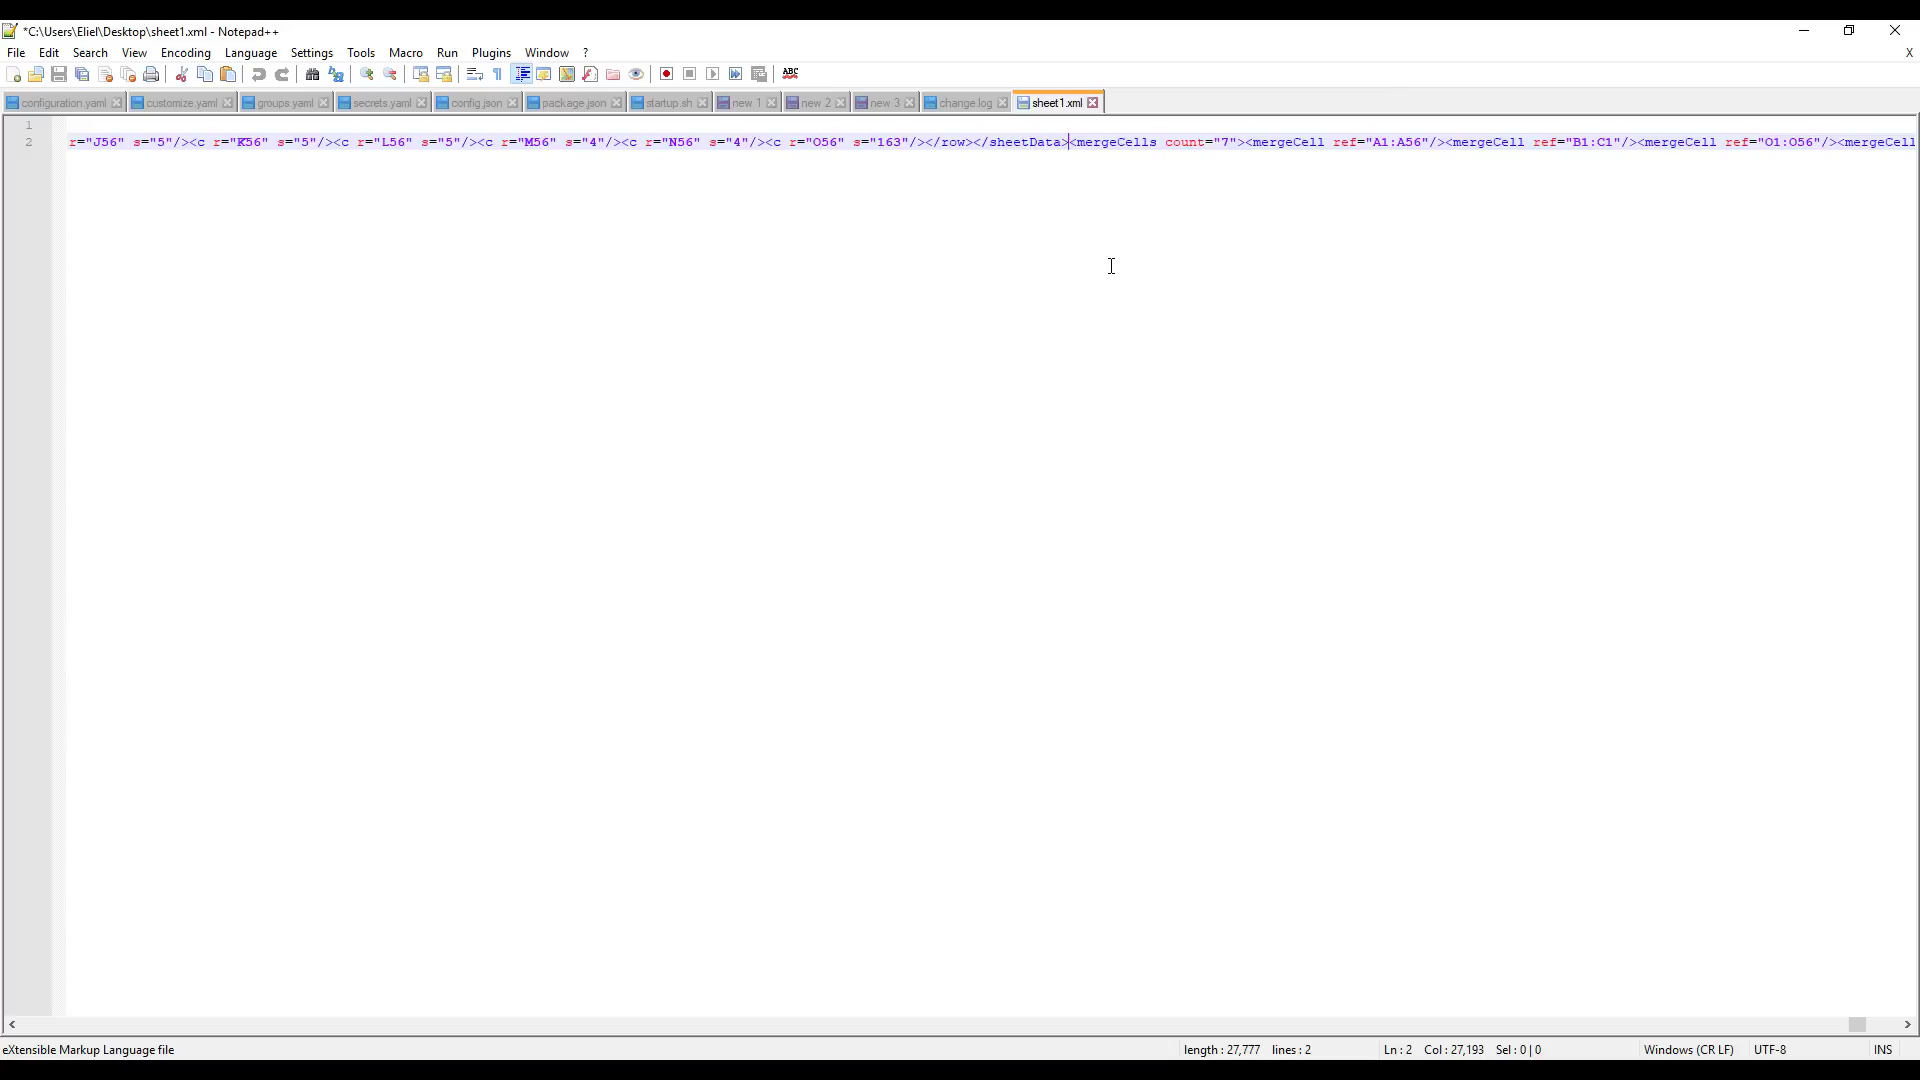 *C:\Users\Eliel\Desktop\sheet1.xml - Notepad++
File Edit Search View Encoding Language Settings Tools Macro Run Plugins Window ? X
ABC
configuration.yaml customize.yaml groups.yaml secrets.yaml config.json package.json startup.sh new 1 new 2 new 3 change.log sheet1.xml
1
2 r="J56" s="5"/><c r="K56" s="5"/><c r="L56" s="5"/><c r="M56" s="4"/><c r="N56" s="4"/><c r="O56" s="163"/></row></sheetData><mergeCells count="7"><mergeCell ref="A1:A56"/><mergeCell ref="B1:C1"/><mergeCell ref="O1:O56"/><mergeCell
eXtensible Markup Language file length : 27,777 lines : 2 Ln : 2 Col : 27,193 Sel : 0 | 0 Windows (CR LF) UTF-8 INS